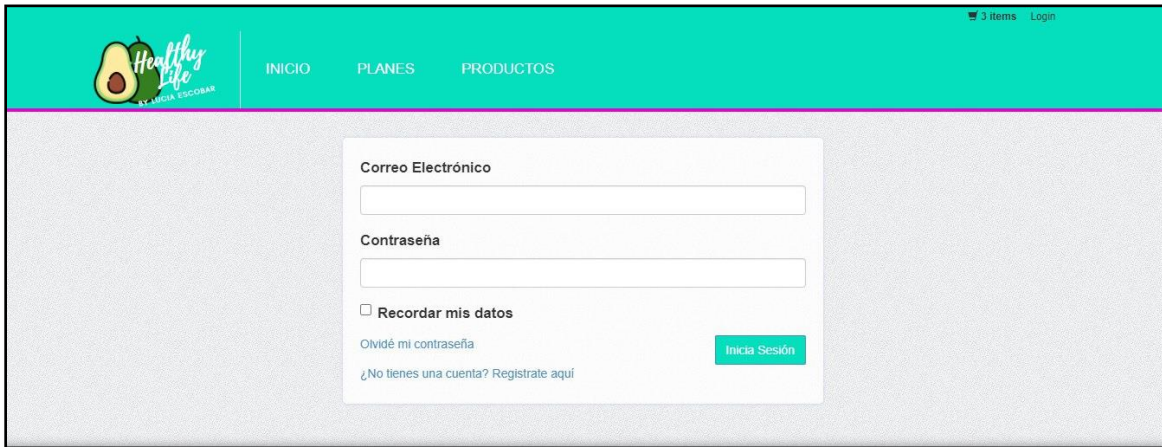 3 items Login
Healthy
Life
BY LUCIA ESCOBAR
INICIO PLANES PRODUCTOS
Correo Electrónico
Contraseña
Recordar mis datos
Olvidé mi contraseña
Inicia Sesión
¿No tienes una cuenta? Registrate aquí